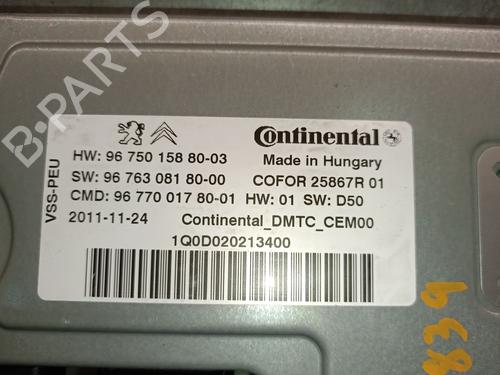 B-PARTS
Continental
HW: 96 750 158 80-03
Made in Hungary
SW: 96 763 081 80-00
COFOR 25867R 01
CMD: 96 770 017 80-01 HW: 01 SW: D50
2011-11-24
Continental_DMTC_CEM00
1Q0D020213400
VSS-PEU
839